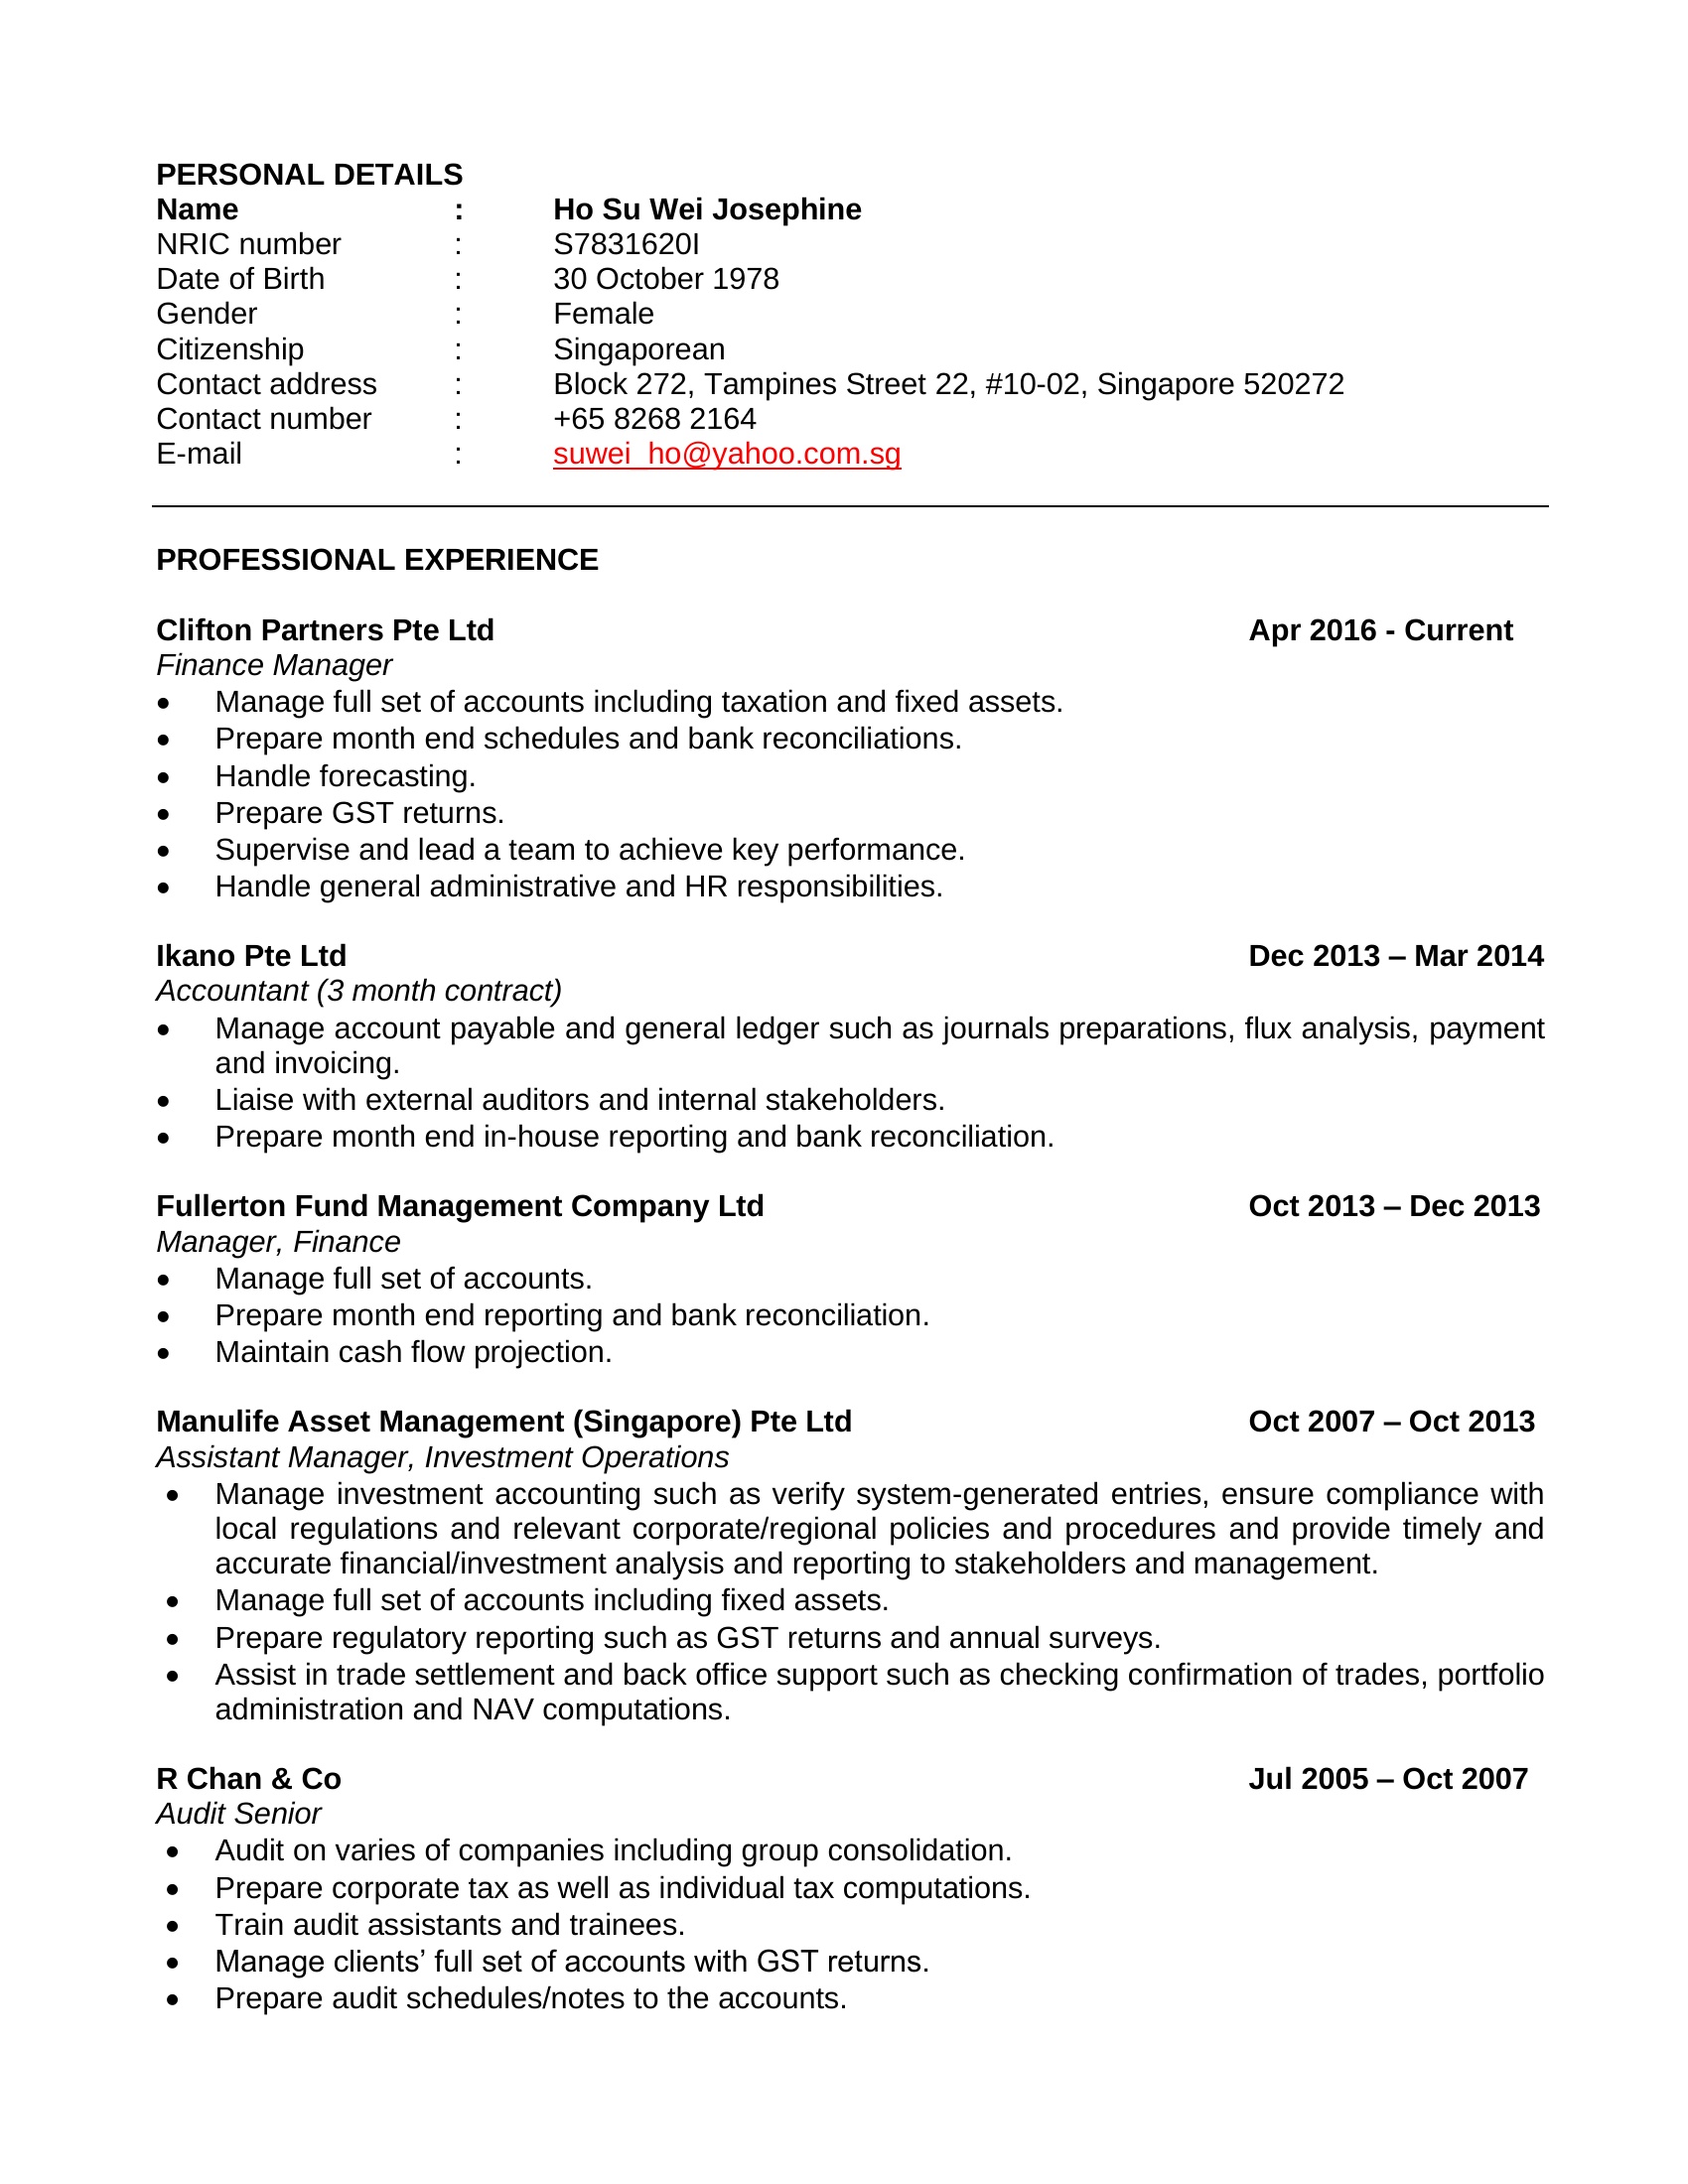 PERSONAL DETAILS
Name : Ho Su Wei Josephine
NRIC number : S7831620I
Date of Birth : 30 October 1978
Gender : Female
Citizenship : Singaporean
Contact address : Block 272, Tampines Street 22, #10-02, Singapore 520272
Contact number : +65 8268 2164
E-mail : suwei_ho@yahoo.com.sg
PROFESSIONAL EXPERIENCE
Clifton Partners Pte Ltd Apr 2016 - Current
Finance Manager
• Manage full set of accounts including taxation and fixed assets.
• Prepare month end schedules and bank reconciliations.
• Handle forecasting.
• Prepare GST returns.
• Supervise and lead a team to achieve key performance.
• Handle general administrative and HR responsibilities.
Ikano Pte Ltd Dec 2013 – Mar 2014
Accountant (3 month contract)
• Manage account payable and general ledger such as journals preparations, flux analysis, payment
and invoicing.
• Liaise with external auditors and internal stakeholders.
• Prepare month end in-house reporting and bank reconciliation.
Fullerton Fund Management Company Ltd Oct 2013 – Dec 2013
Manager, Finance
• Manage full set of accounts.
• Prepare month end reporting and bank reconciliation.
• Maintain cash flow projection.
Manulife Asset Management (Singapore) Pte Ltd Oct 2007 – Oct 2013
Assistant Manager, Investment Operations
• Manage investment accounting such as verify system-generated entries, ensure compliance with
local regulations and relevant corporate/regional policies and procedures and provide timely and
accurate financial/investment analysis and reporting to stakeholders and management.
• Manage full set of accounts including fixed assets.
• Prepare regulatory reporting such as GST returns and annual surveys.
• Assist in trade settlement and back office support such as checking confirmation of trades, portfolio
administration and NAV computations.
R Chan & Co Jul 2005 – Oct 2007
Audit Senior
• Audit on varies of companies including group consolidation.
• Prepare corporate tax as well as individual tax computations.
• Train audit assistants and trainees.
• Manage clients’ full set of accounts with GST returns.
• Prepare audit schedules/notes to the accounts.